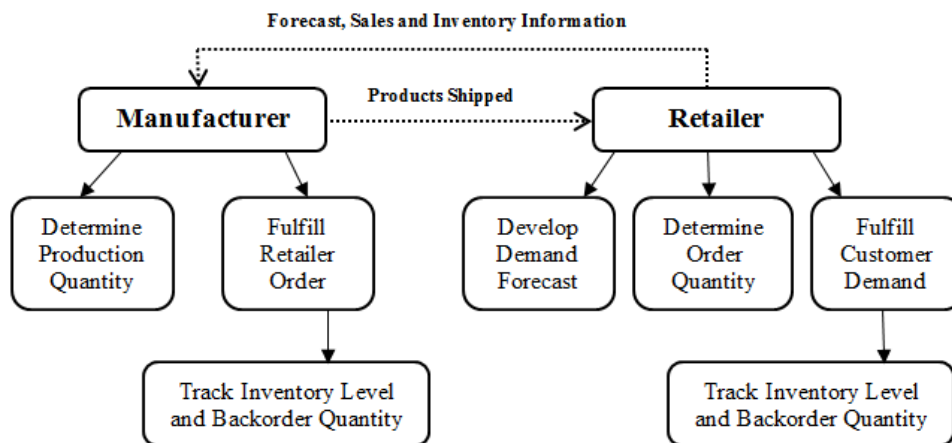 Forecast, Sales and Inventory Information
Products Shipped
Manufacturer
Retailer
Determine
Production
Quantity
Fulfill
Retailer
Order
Develop
Demand
Forecast
Determine
Order
Quantity
Fulfill
Customer
Demand
Track Inventory Level
and Backorder Quantity
Track Inventory Level
and Backorder Quantity